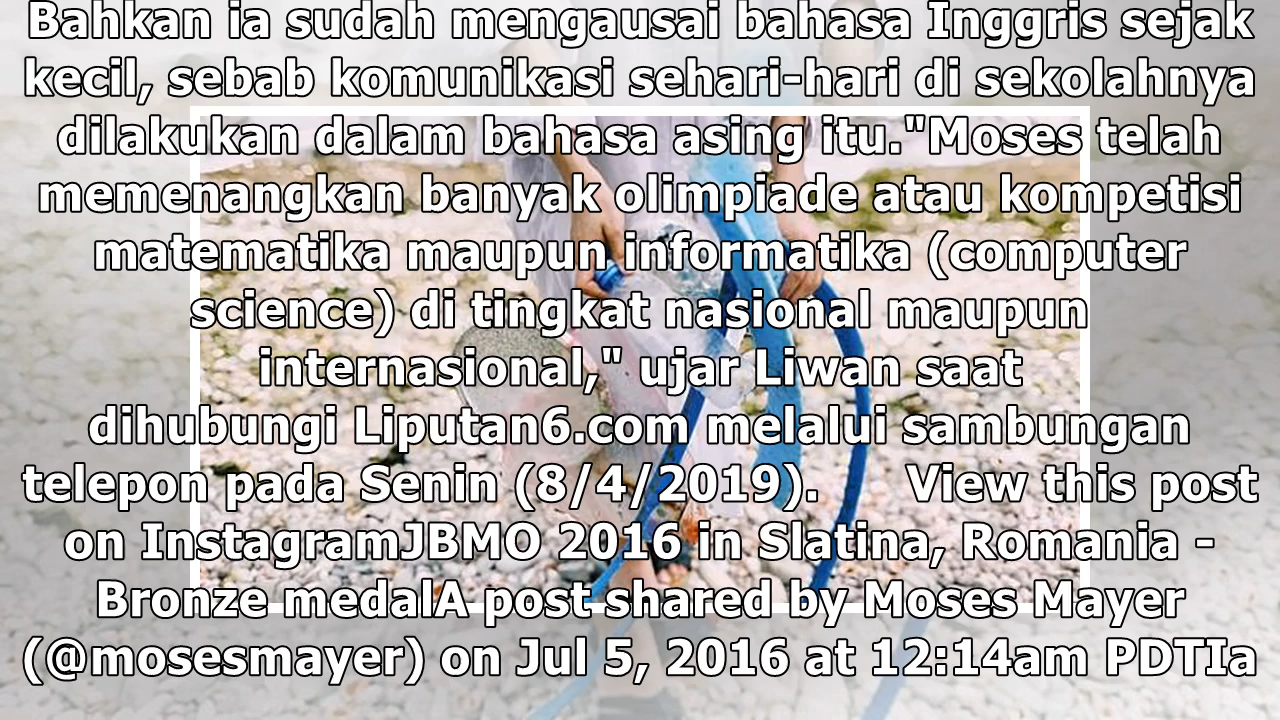 Bahkan ia sudah mengausai bahasa Inggris sejak
kecil, sebab komunikasi sehari-hari di sekolahnya
dilakukan dalam bahasa asing itu."Moses telah
memenangkan banyak olimpiade atau kompetisi
matematika maupun informatika (computer
science) di tingkat nasional maupun
internasional," ujar Liwan saat
dihubungi Liputan6.com melalui sambungan
telepon pada Senin (8/4/2019). View this post
on InstagramJBMO 2016 in Slatina, Romania -
Bronze medalA post shared by Moses Mayer
(@mosesmayer) on Jul 5, 2016 at 12:14am PDTIa